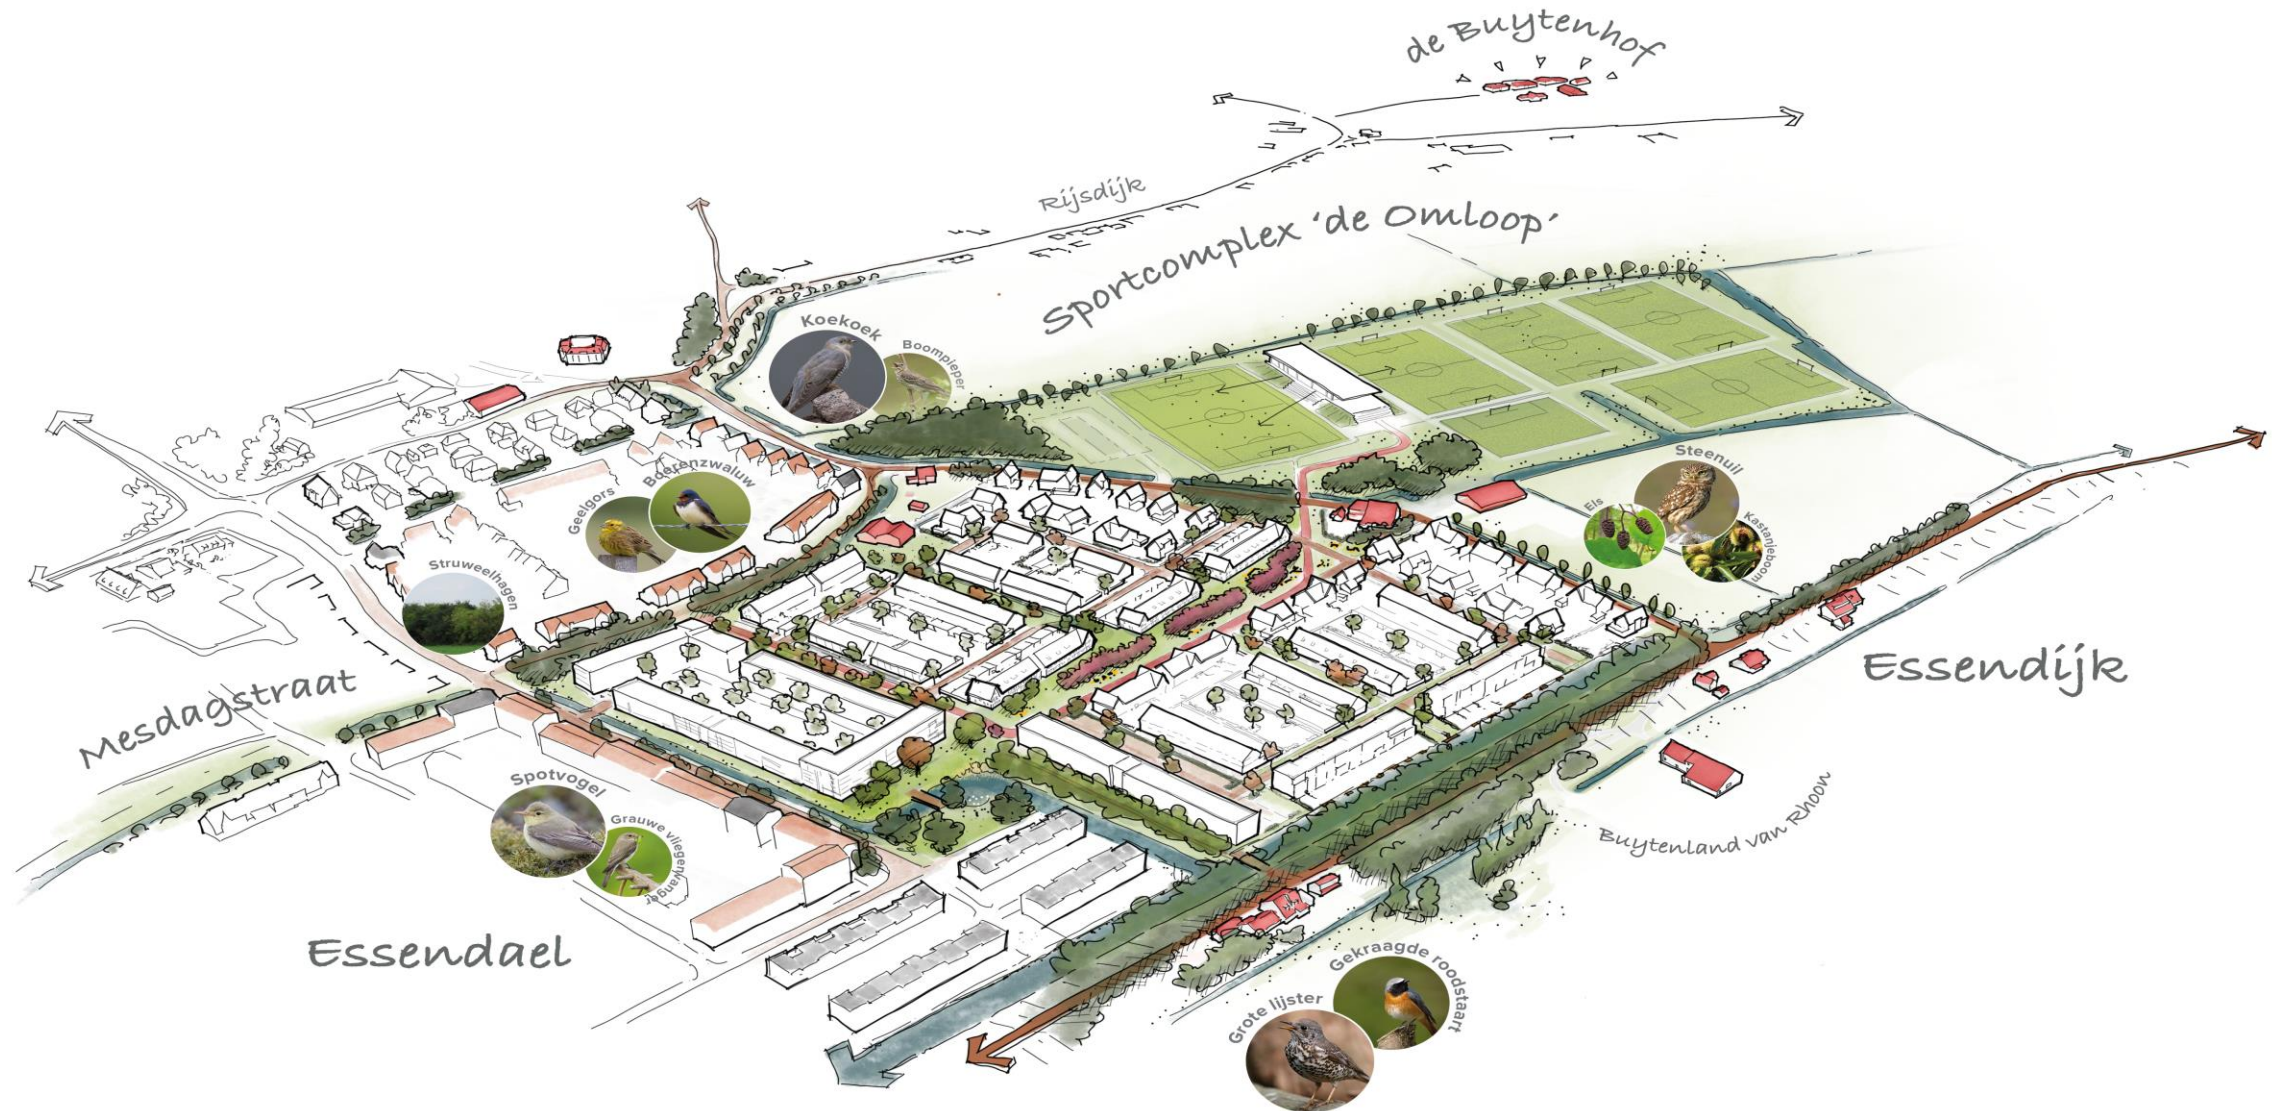 de Buytenhof
Rijsdijk
Sportcomplex 'de Omloop'
Koekoek
Boompieper
Boerenzwaluw
Geelgors
Steenuil
Els
Kastanjeboom
Struweelhagen
Mesdagstraat
Essendijk
Spotvogel
Grauwe vliegenvanger
Buytenland van Rhoon
Essendael
Gekraagde roodstaart
Grote lijster